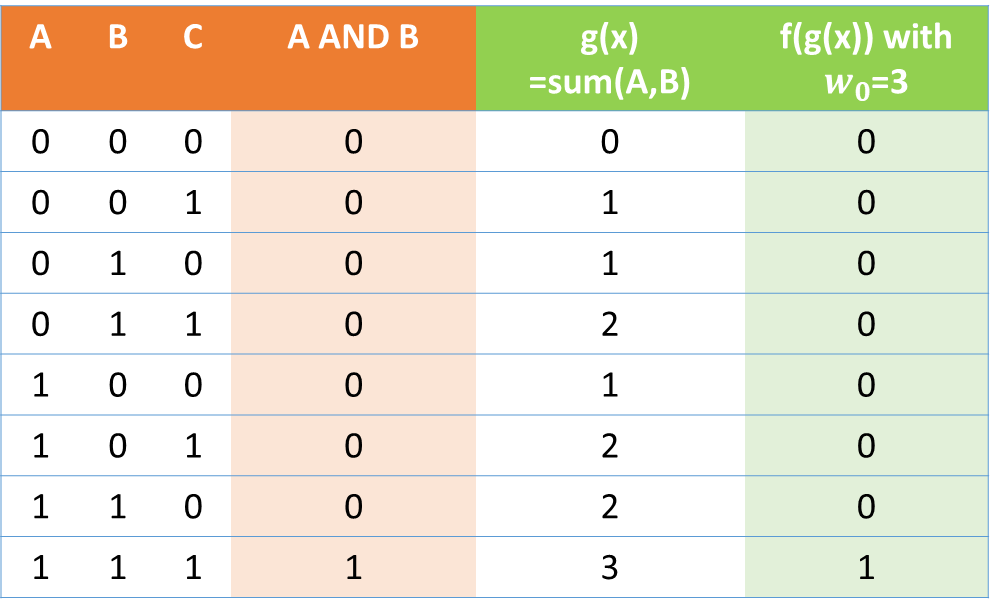 A B C A AND B g(x) =sum(A,B) f(g(x)) with w₀=3
0 0 0 0 0 0
0 0 1 0 1 0
0 1 0 0 1 0
0 1 1 0 2 0
1 0 0 0 1 0
1 0 1 0 2 0
1 1 0 0 2 0
1 1 1 1 3 1